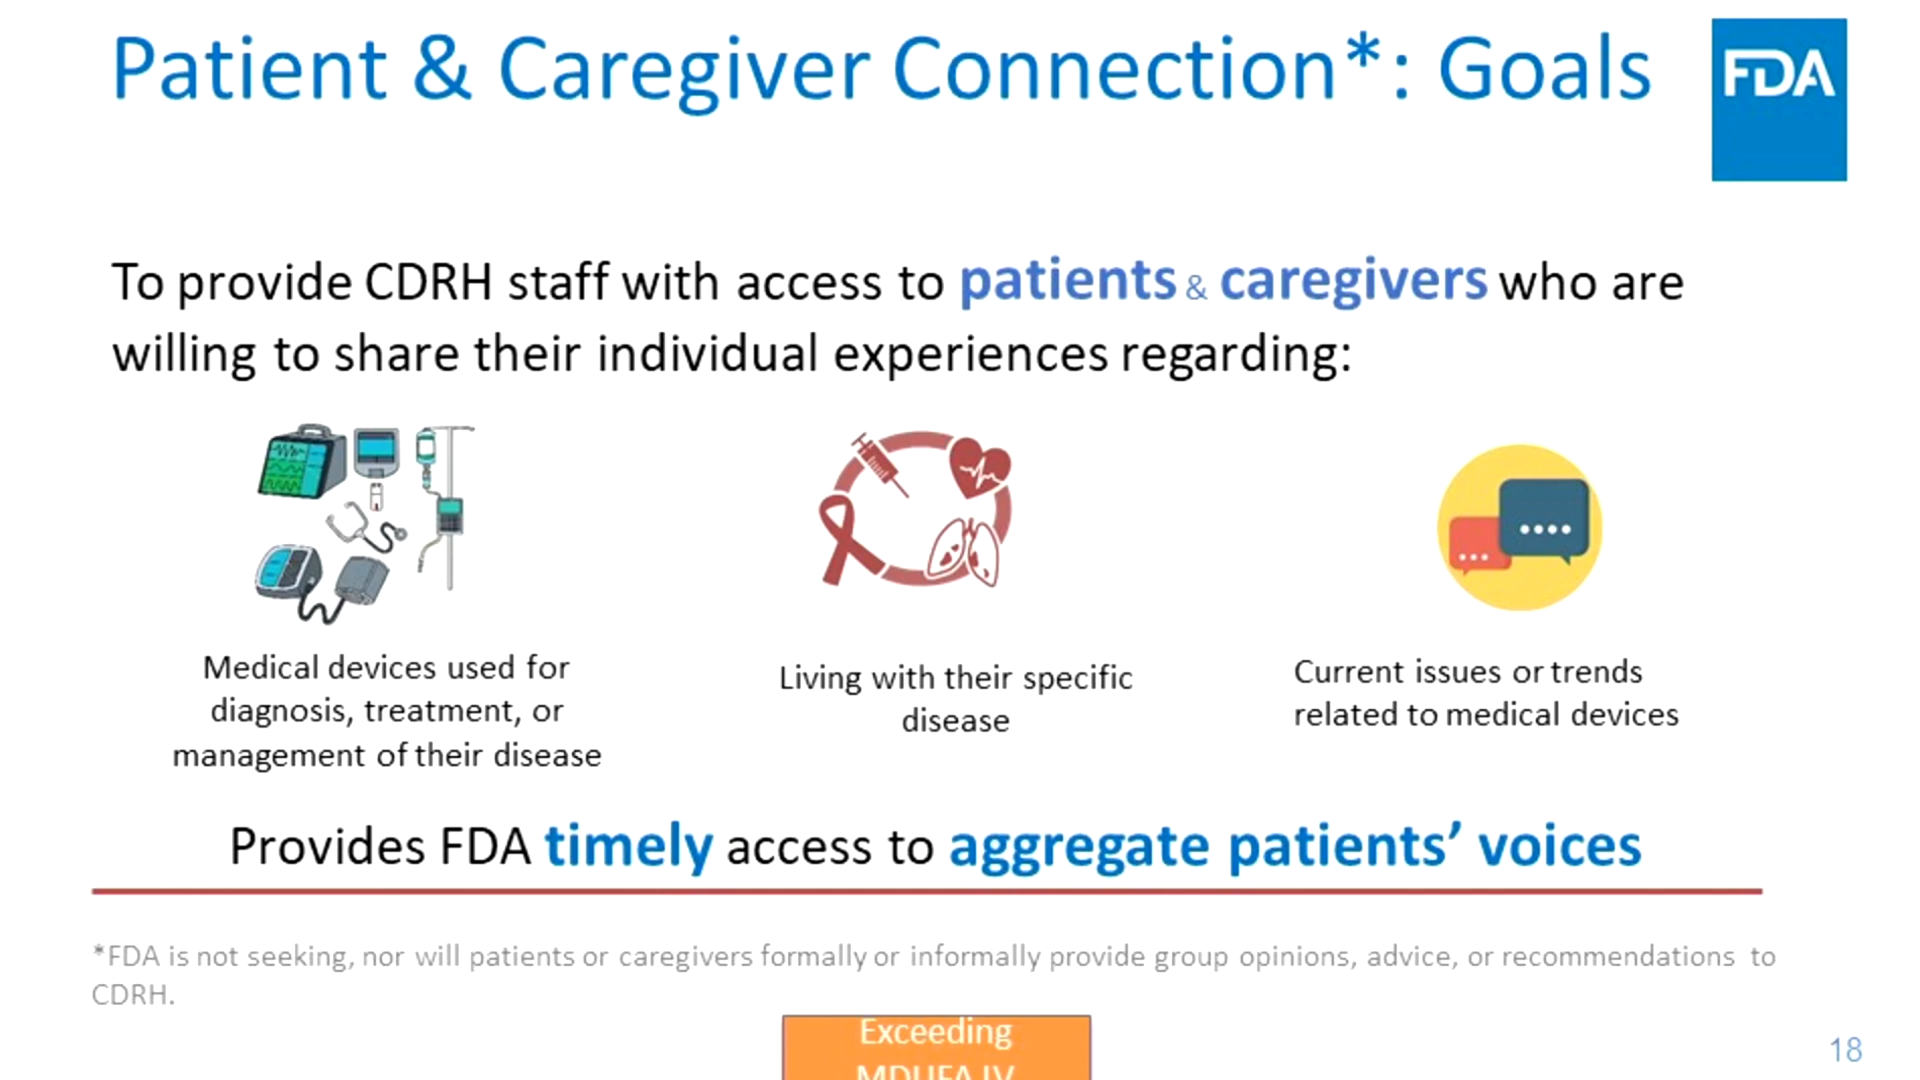 Patient & Caregiver Connection*: Goals
FDA
To provide CDRH staff with access to patients & caregivers who are
willing to share their individual experiences regarding:
Medical devices used for
diagnosis, treatment, or
management of their disease
Living with their specific
disease
Current issues or trends
related to medical devices
Provides FDA timely access to aggregate patients’ voices
*FDA is not seeking, nor will patients or caregivers formally or informally provide group opinions, advice, or recommendations to
CDRH.
Exceeding
MDUFA IV
18